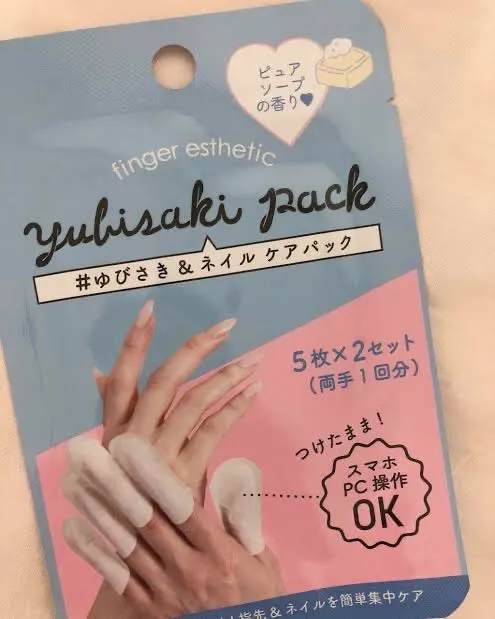 ピュア
ソープ
の香り♥
finger esthetic
yubisaki pack
#ゆびさき&ネイル ケアパック
5枚×2セット
(両手1回分)
つけたまま!
スマホ
PC操作
OK
指先&ネイルを簡単集中ケア